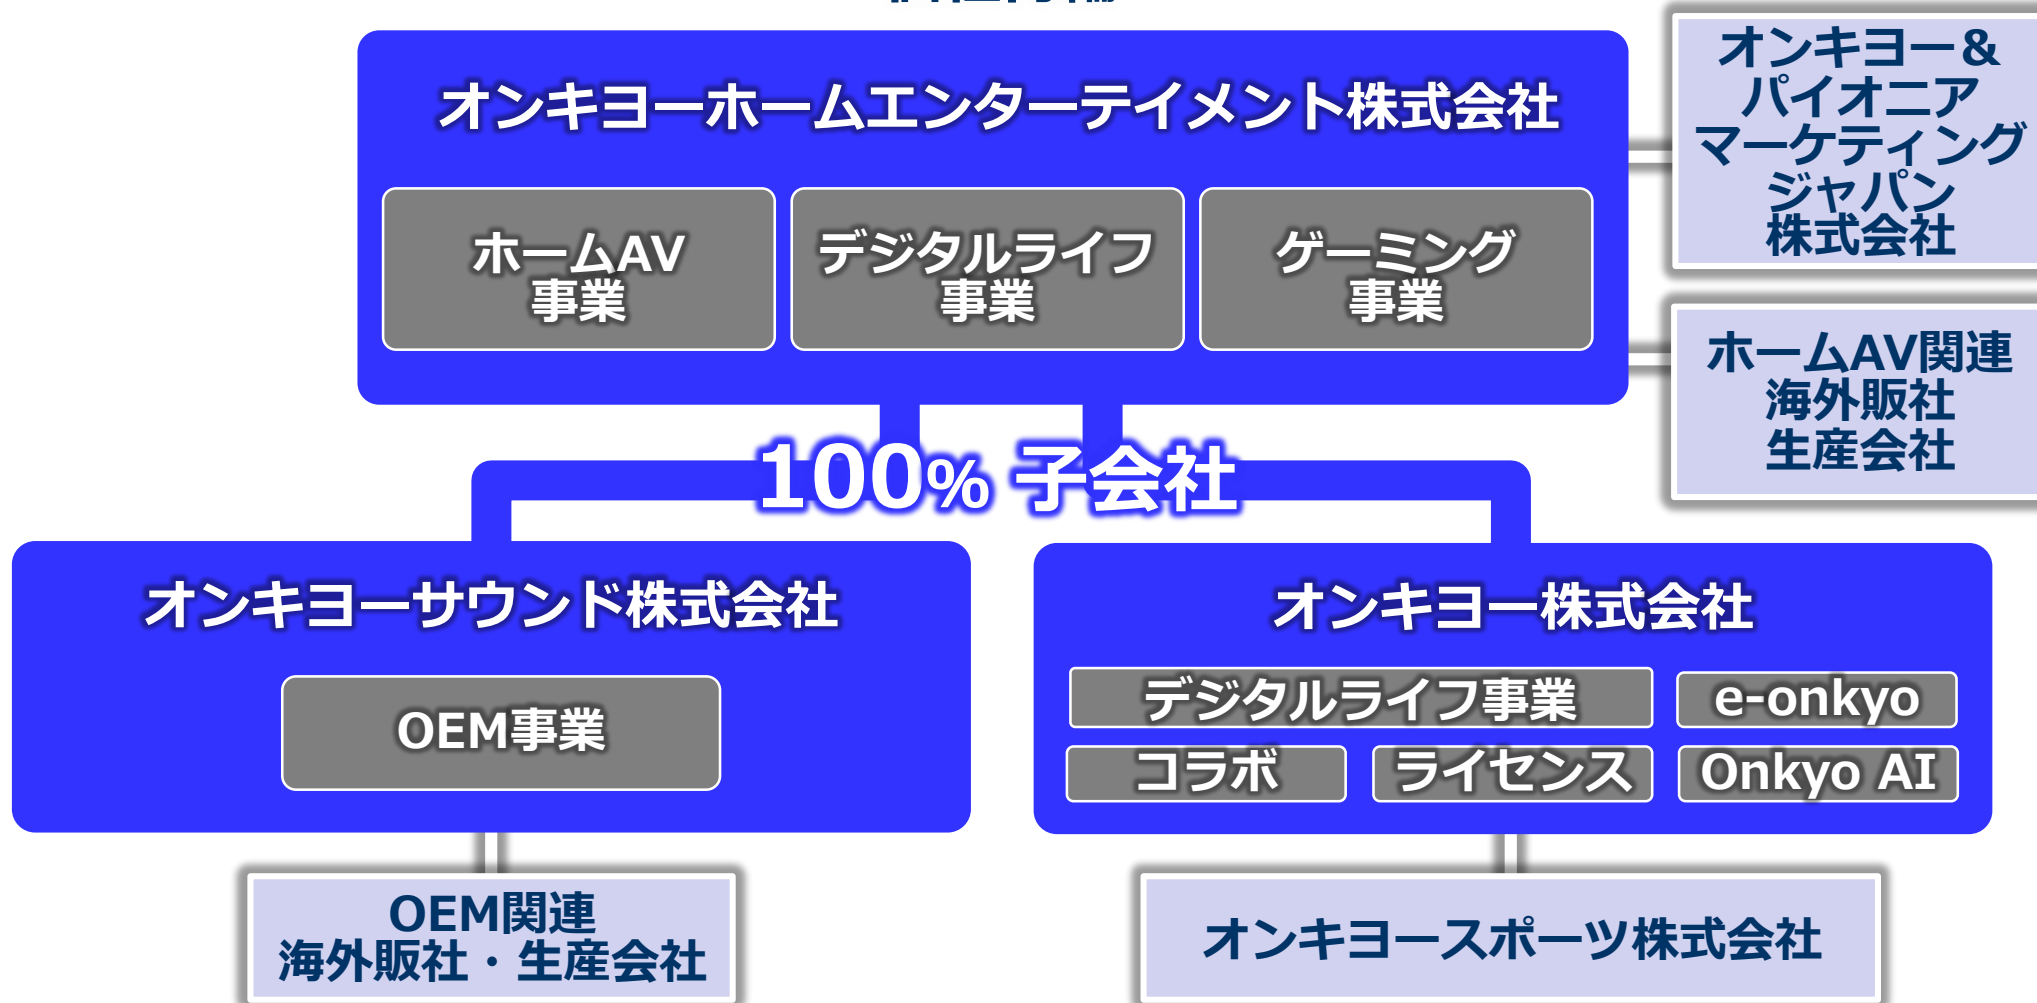 オンキヨーホームエンターテイメント株式会社
ホームAV
事業
デジタルライフ
事業
ゲーミング
事業
オンキヨー&
パイオニア
マーケティング
ジャパン
株式会社
ホームAV関連
海外販社
生産会社
100% 子会社
オンキヨーサウンド株式会社
OEM事業
オンキヨー株式会社
デジタルライフ事業
e-onkyo
コラボ
ライセンス
Onkyo AI
OEM関連
海外販社・生産会社
オンキヨースポーツ株式会社